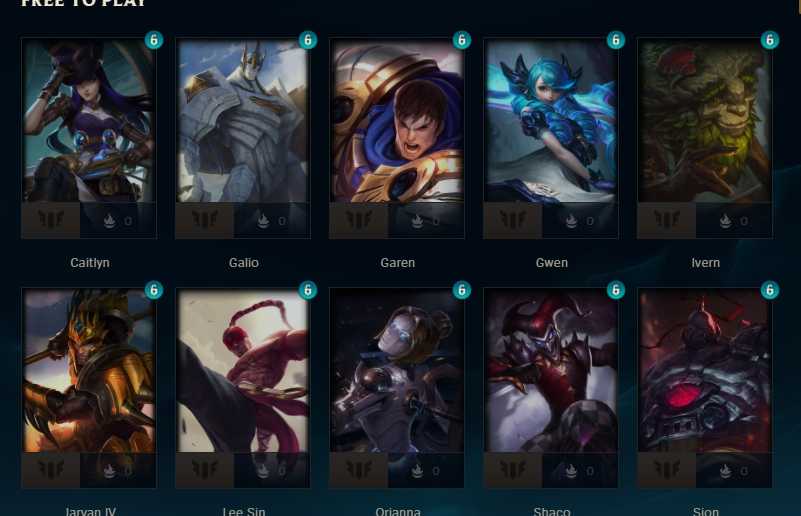 FREE TO PLAY
6 6 6 6 6
0 0 0 0 0
Caitlyn Galio Garen Gwen Ivern
6 6 6 6 6
0 0 0 0 0
Jarvan IV Lee Sin Orianna Shaco Sion